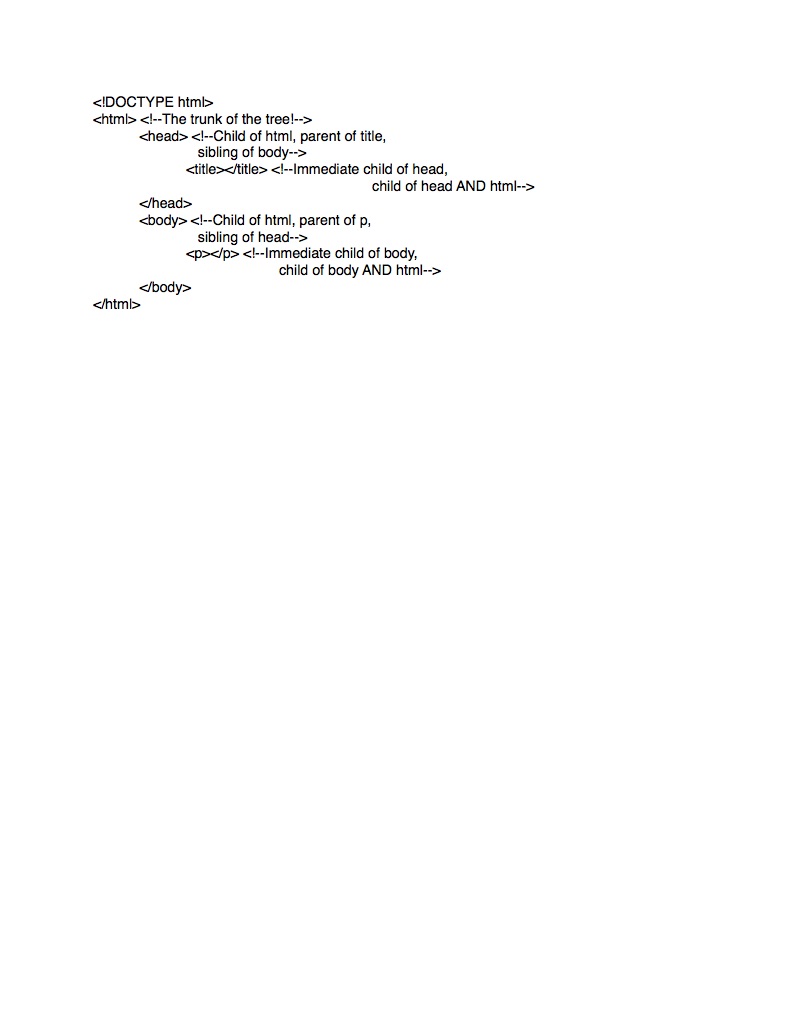 <!DOCTYPE html>
<html> <!--The trunk of the tree!-->
<head> <!--Child of html, parent of title,
sibling of body-->
<title></title> <!--Immediate child of head,
child of head AND html-->
</head>
<body> <!--Child of html, parent of p,
sibling of head-->
<p></p> <!--Immediate child of body,
child of body AND html-->
</body>
</html>